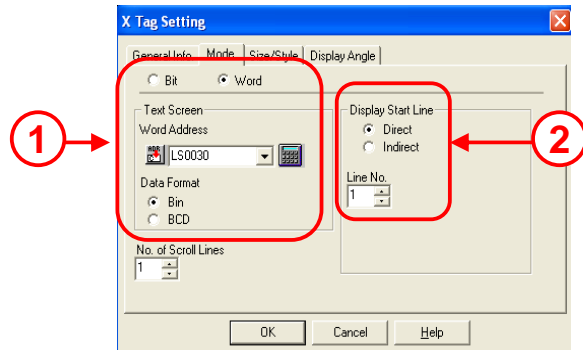 X Tag Setting
General Info Mode Size/Style Display Angle
Bit Word
Text Screen
Word Address
LS0030
Data Format
Bin
BCD
No. of Scroll Lines
1
Display Start Line
Direct
Indirect
Line No.
1
1
2
OK Cancel Help